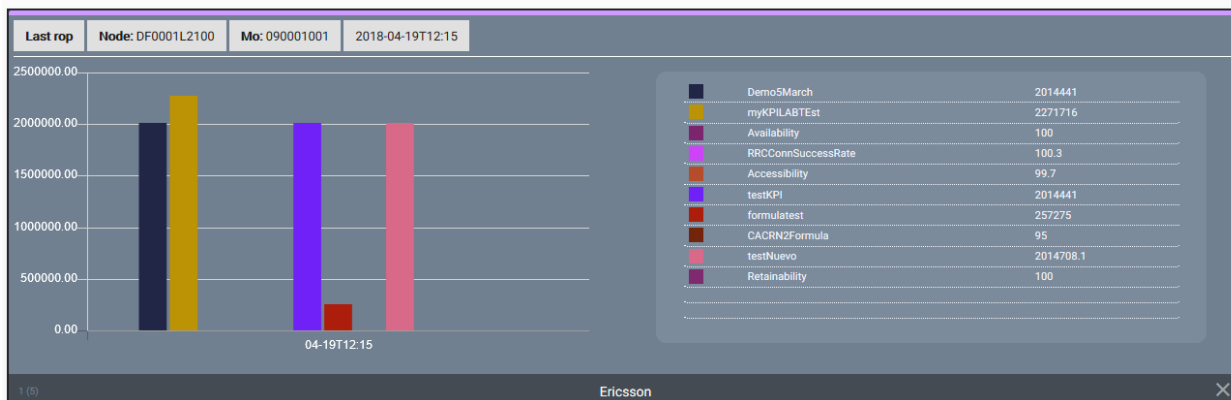 Last rop Node: DF0001L2100 Mo: 090001001 2018-04-19T12:15
2500000.00
2000000.00
1500000.00
1000000.00
500000.00
0.00
04-19T12:15
Demo5March 2014441
myKPILABTEst 2271716
Availability 100
RRCConnSuccessRate 100.3
Accessibility 99.7
testKPI 2014441
formulatest 257275
CACRN2Formula 95
testNuevo 2014708.1
Retainability 100
1 (5) Ericsson